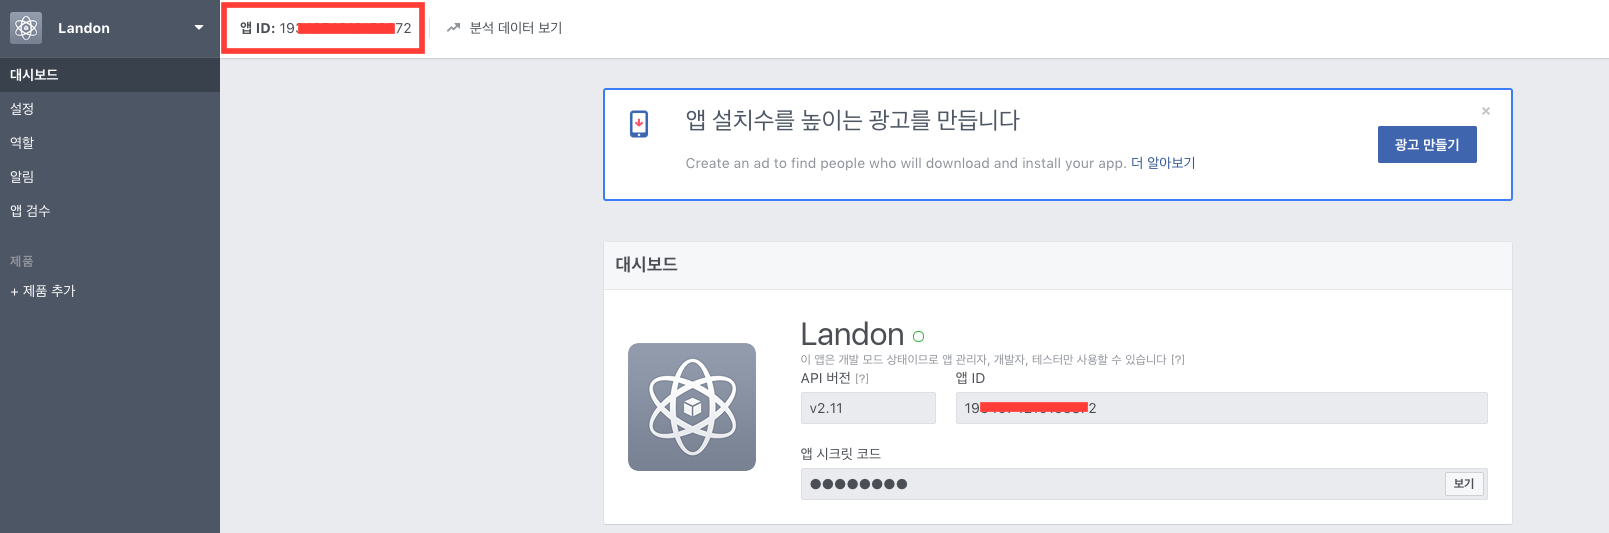 Landon
앱 ID: 19 72
분석 데이터 보기
대시보드
설정
역할
알림
앱 검수
제품
+ 제품 추가
앱 설치수를 높이는 광고를 만듭니다
×
Create an ad to find people who will download and install your app. 더 알아보기
광고 만들기
대시보드
Landon
이 앱은 개발 모드 상태이므로 앱 관리자, 개발자, 테스터만 사용할 수 있습니다 [?]
API 버전 [?]
앱 ID
v2.11
19 2
앱 시크릿 코드
●●●●●●●●
보기